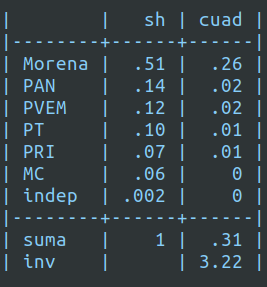 |        |   sh | cuad |
|--------+------+------|
| Morena |  .51 |  .26 |
| PAN    |  .14 |  .02 |
| PVEM   |  .12 |  .02 |
| PT     |  .10 |  .01 |
| PRI    |  .07 |  .01 |
| MC     |  .06 |    0 |
| indep  | .002 |    0 |
|--------+------+------|
| suma   |    1 |  .31 |
| inv    |      | 3.22 |